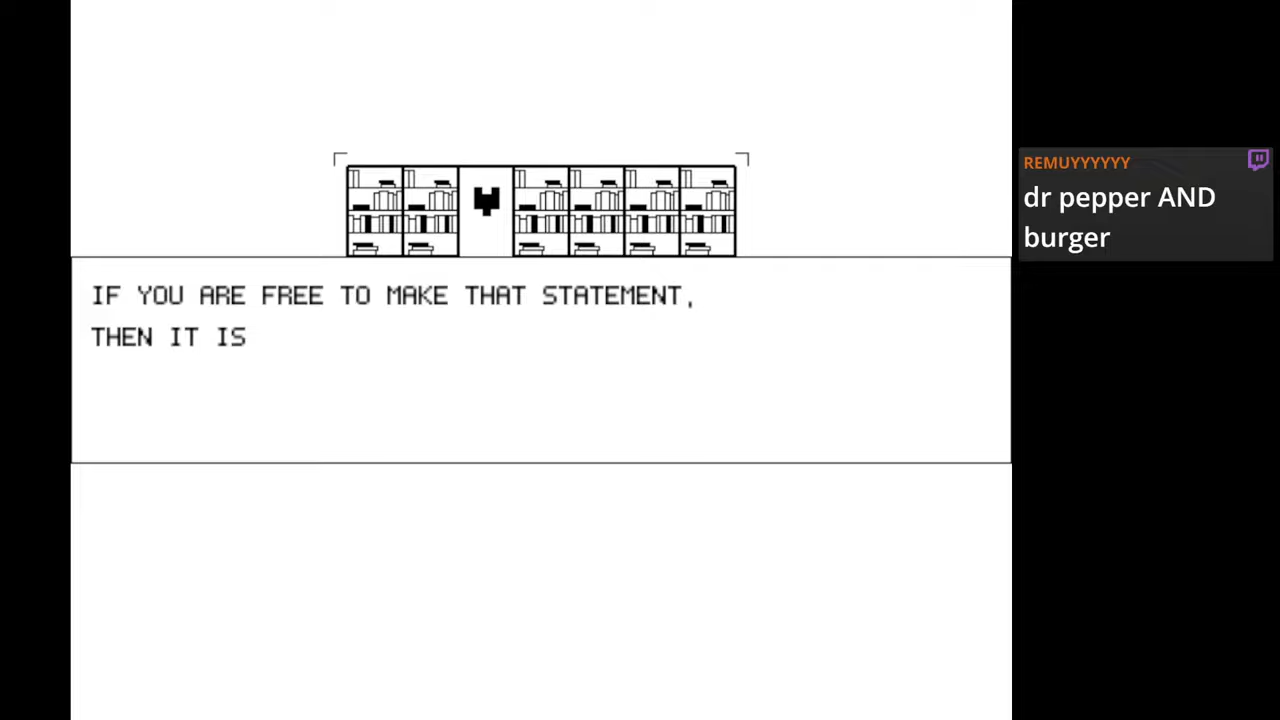 IF YOU ARE FREE TO MAKE THAT STATEMENT,
THEN IT IS
REMUYYYYYY
dr pepper AND
burger